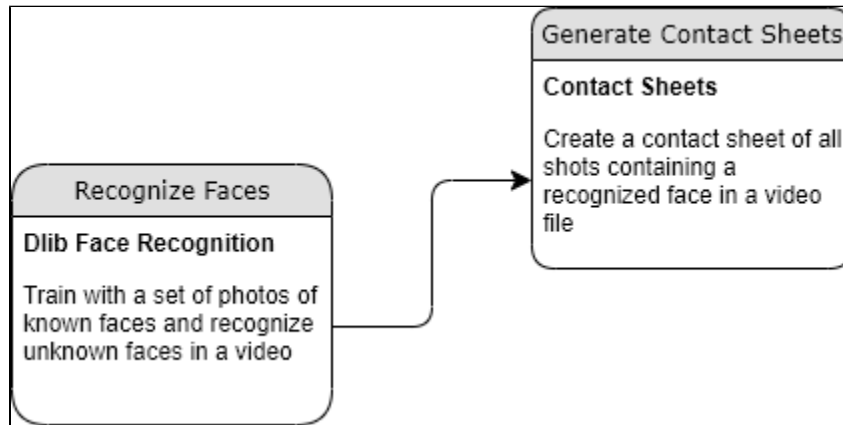 Generate Contact Sheets
Contact Sheets
Create a contact sheet of all
shots containing a
recognized face in a video
file
Recognize Faces
Dlib Face Recognition
Train with a set of photos of
known faces and recognize
unknown faces in a video